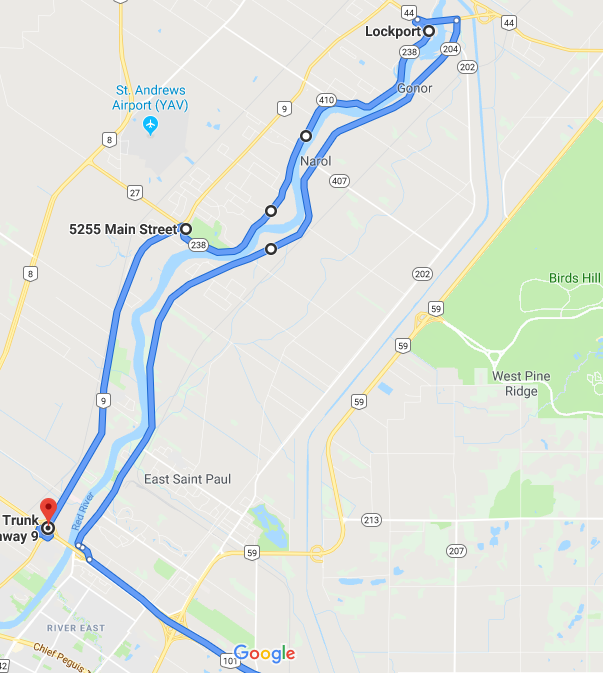 44
44
Lockport
238
204
202
St. Andrews
Airport (YAV)
Gonor
9
410
8
Narol
407
27
5255 Main Street
238
8
202
Birds Hill
59
59
West Pine
Ridge
9
59
East Saint Paul
Trunk
away 9
Red River
213
207
59
RIVER EAST
Google
Chief Peguis T
101
42